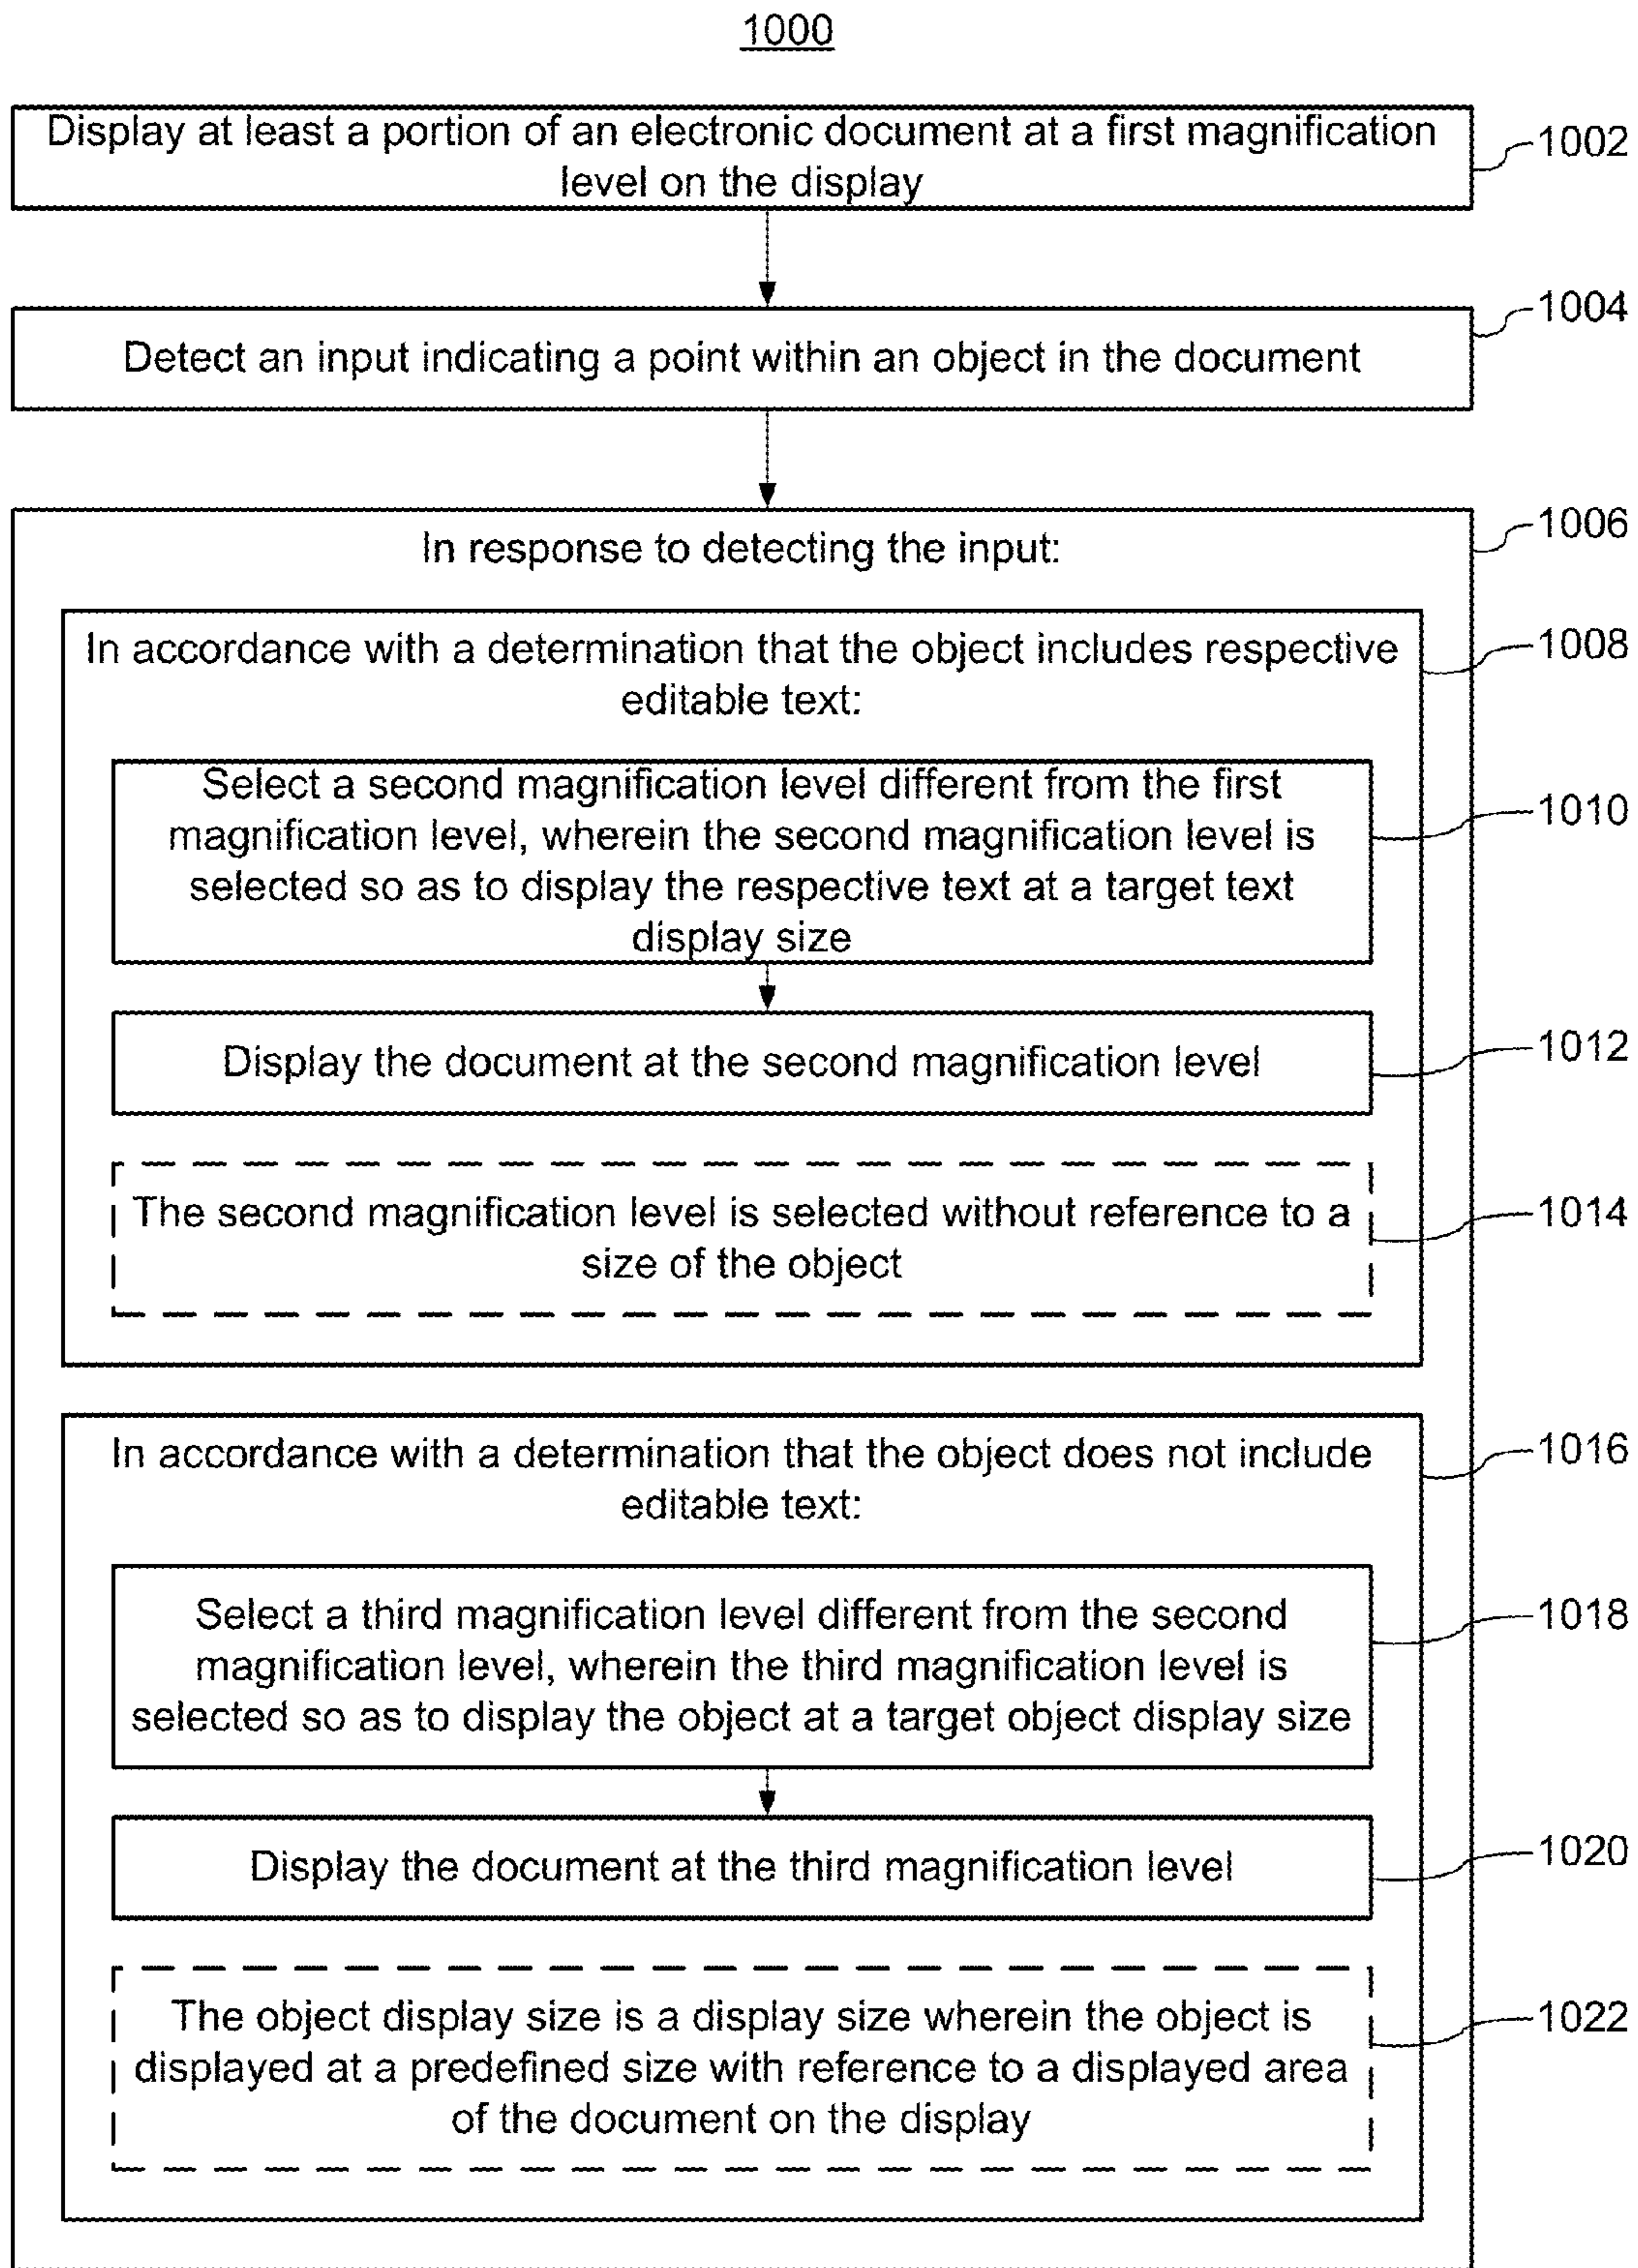 1000
Display at least a portion of an electronic document at a first magnification
level on the display
1002
Detect an input indicating a point within an object in the document
1004
In response to detecting the input:
1006
In accordance with a determination that the object includes respective
editable text:
1008
Select a second magnification level different from the first
magnification level, wherein the second magnification level is
selected so as to display the respective text at a target text
display size
1010
Display the document at the second magnification level
1012
The second magnification level is selected without reference to a
size of the object
1014
In accordance with a determination that the object does not include
editable text:
1016
Select a third magnification level different from the second
magnification level, wherein the third magnification level is
selected so as to display the object at a target object display size
1018
Display the document at the third magnification level
1020
The object display size is a display size wherein the object is
displayed at a predefined size with reference to a displayed area
of the document on the display
1022